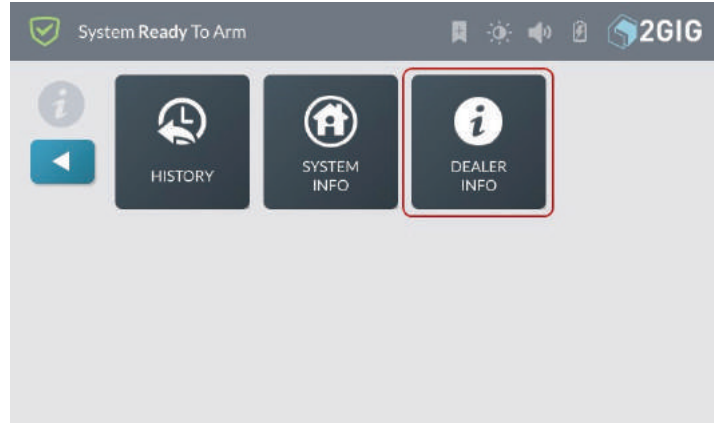 System Ready To Arm
2GIG
HISTORY
SYSTEM
INFO
DEALER
INFO